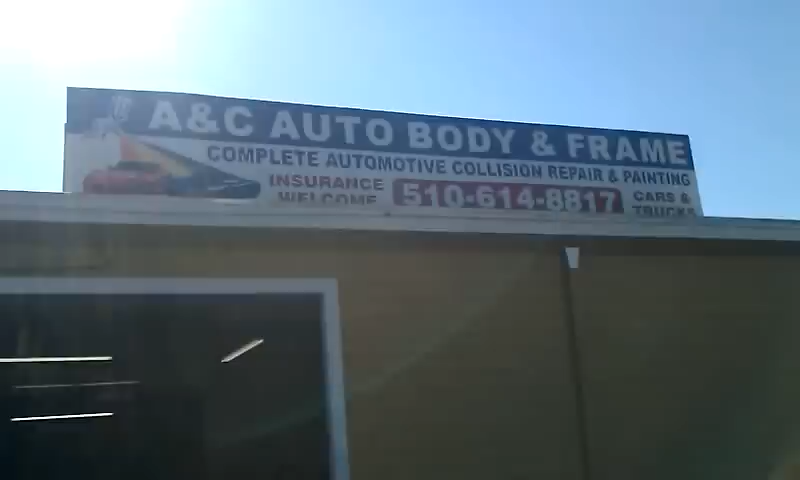 A&C AUTO BODY & FRAME
COMPLETE AUTOMOTIVE COLLISION REPAIR & PAINTING
INSURANCE
WELCOME
510-614-8817
CARS &
TRUCKS